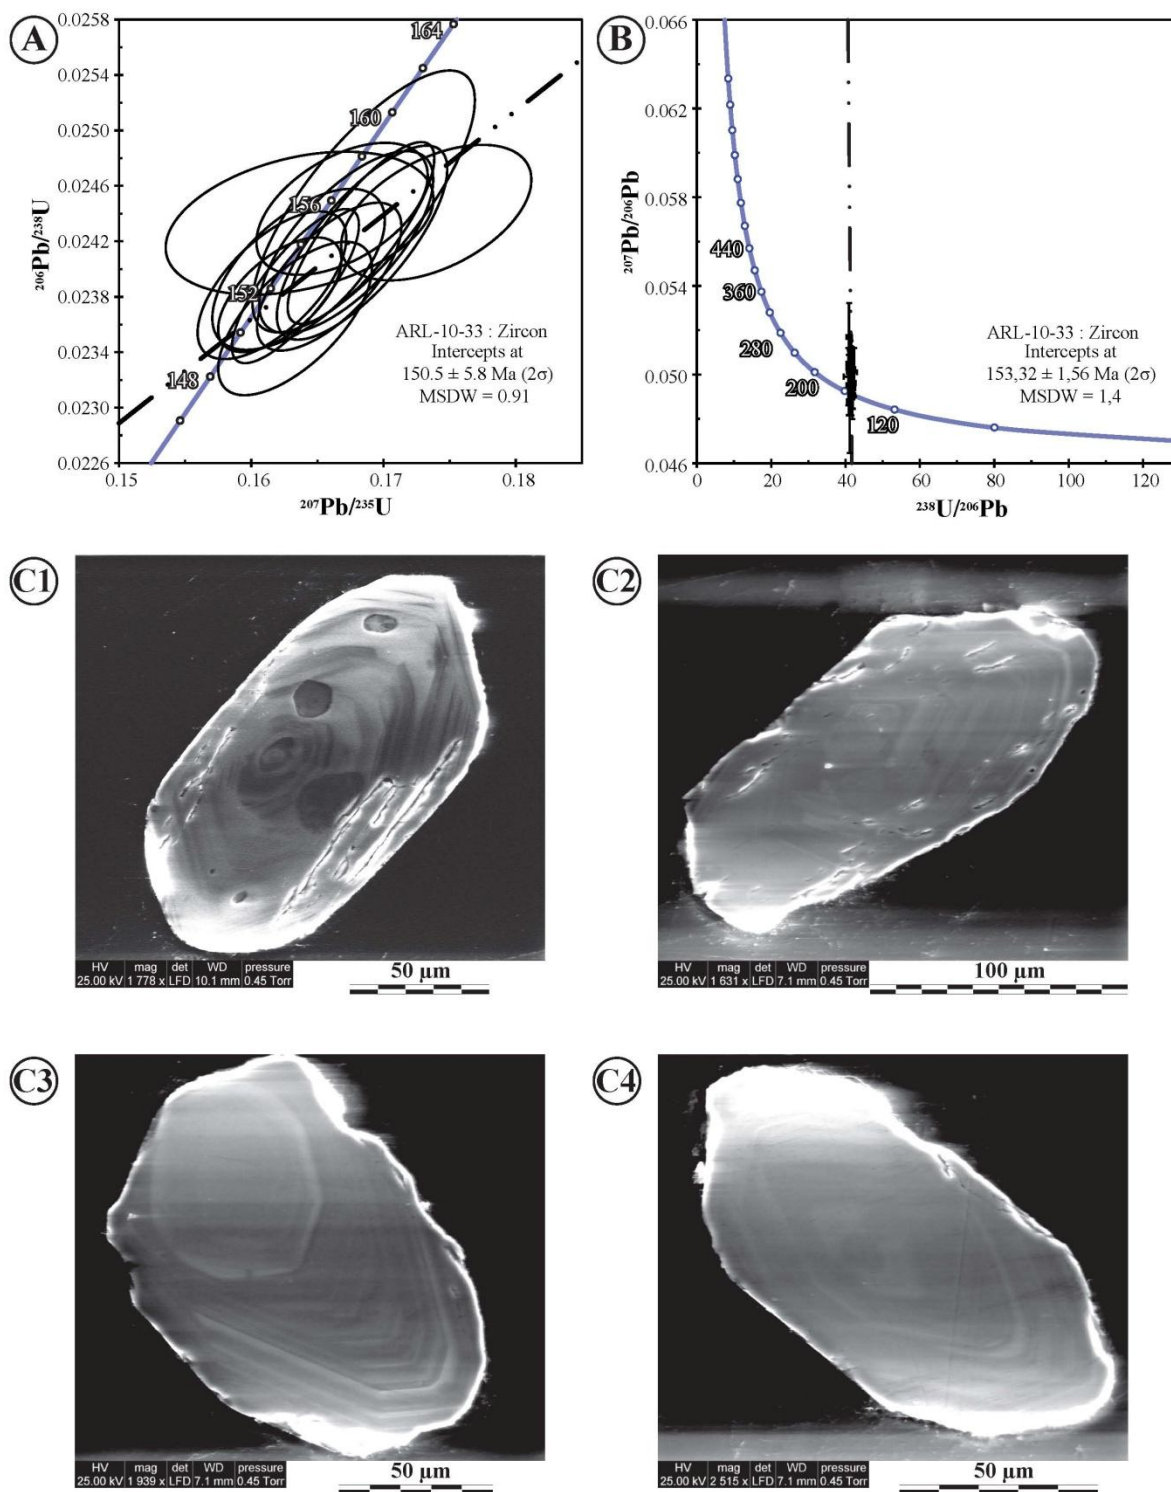 A
0.0258
0.0254
0.0250
0.0246
0.0242
0.0238
0.0234
0.0230
0.0226
²⁰⁶Pb/²³⁸U
164
160
156
152
148
ARL-10-33 : Zircon
Intercepts at
150.5 ± 5.8 Ma (2σ)
MSDW = 0.91
0.15 0.16 0.17 0.18
²⁰⁷Pb/²³⁵U
B
0.066
0.062
0.058
0.054
0.050
0.046
²⁰⁷Pb/²⁰⁶Pb
440
360
280
200
120
ARL-10-33 : Zircon
Intercepts at
153,32 ± 1,56 Ma (2σ)
MSDW = 1,4
0 20 40 60 80 100 120
²³⁸U/²⁰⁶Pb
C1
HV mag det WD pressure
25.00 kV 1 778 x LFD 10.1 mm 0.45 Torr
50 µm
C2
HV mag det WD pressure
25.00 kV 1 631 x LFD 7.1 mm 0.45 Torr
100 µm
C3
HV mag det WD pressure
25.00 kV 1 939 x LFD 7.1 mm 0.45 Torr
50 µm
C4
HV mag det WD pressure
25.00 kV 2 515 x LFD 7.1 mm 0.45 Torr
50 µm